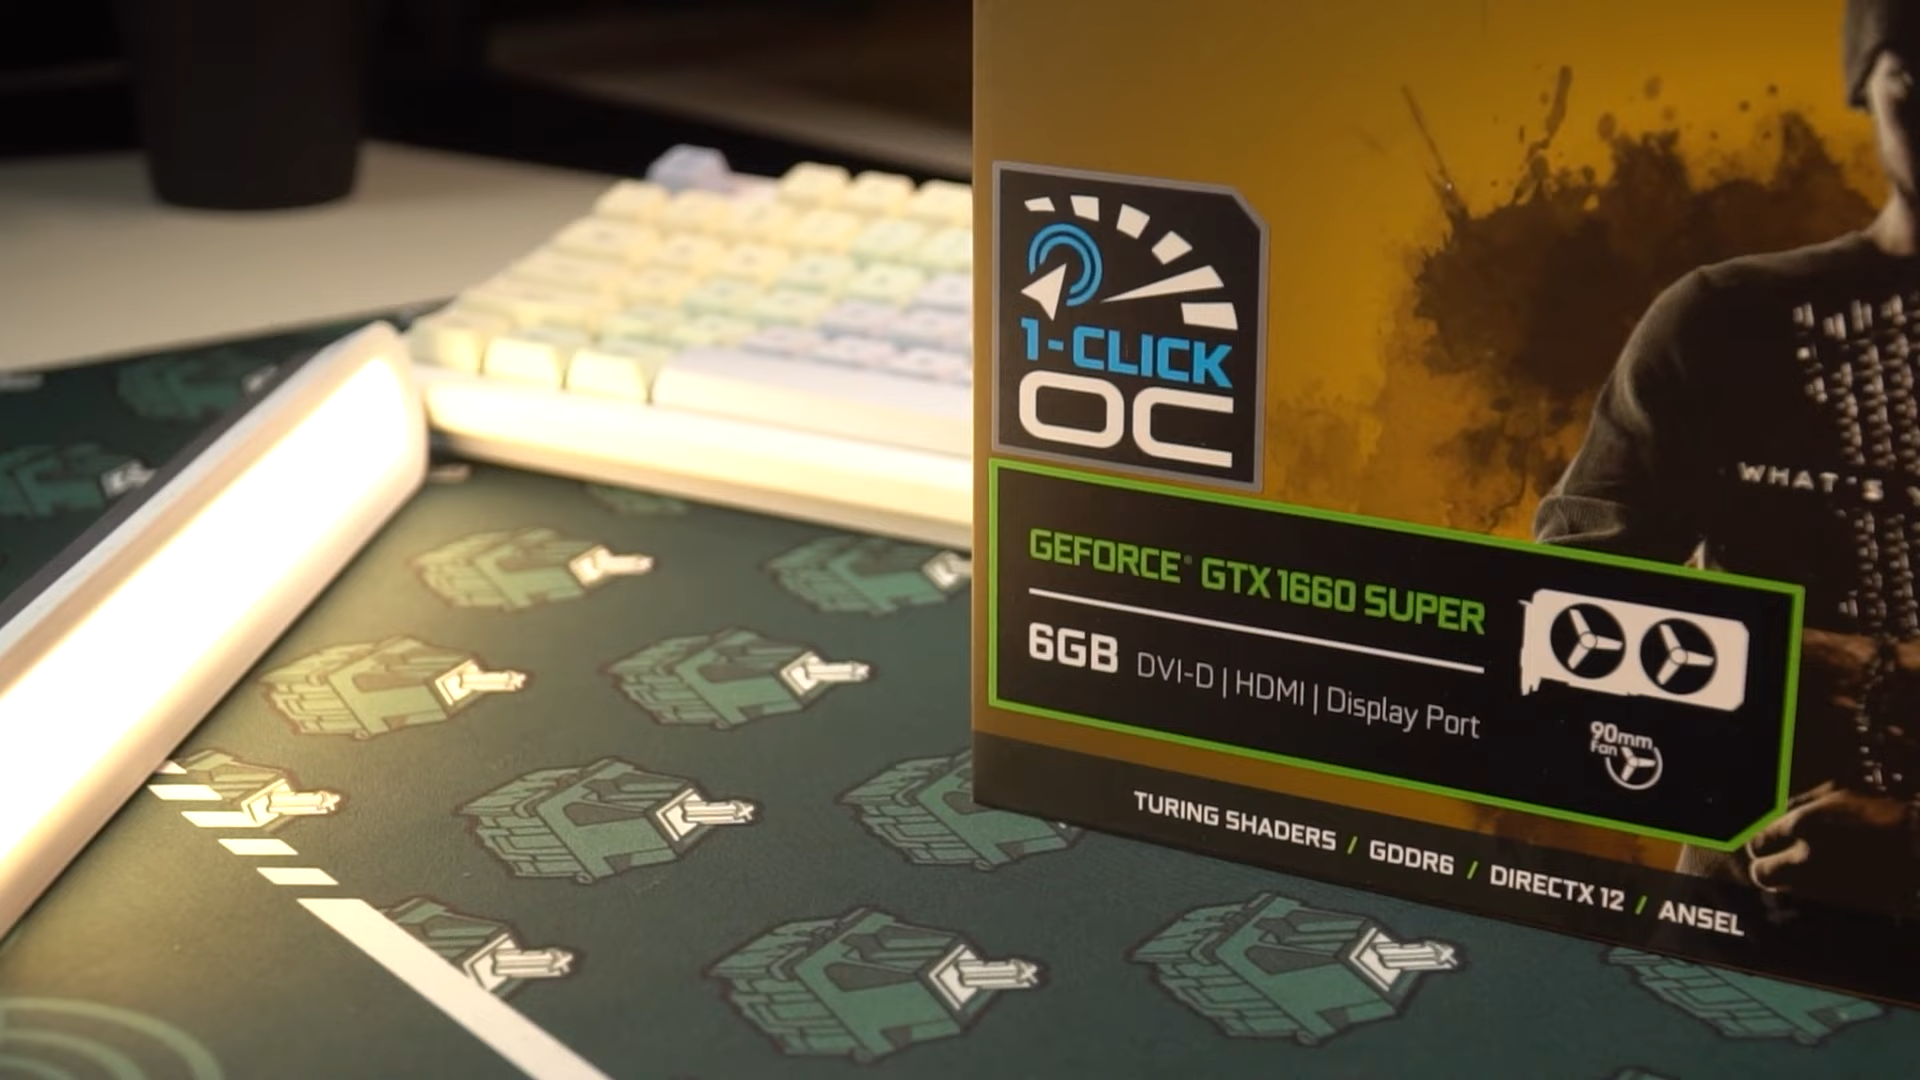 1-CLICK
OC
WHAT'S
GEFORCE® GTX 1660 SUPER
6GB DVI-D | HDMI | Display Port
90mm
Fan
TURING SHADERS / GDDR6 / DIRECTX 12 / ANSEL